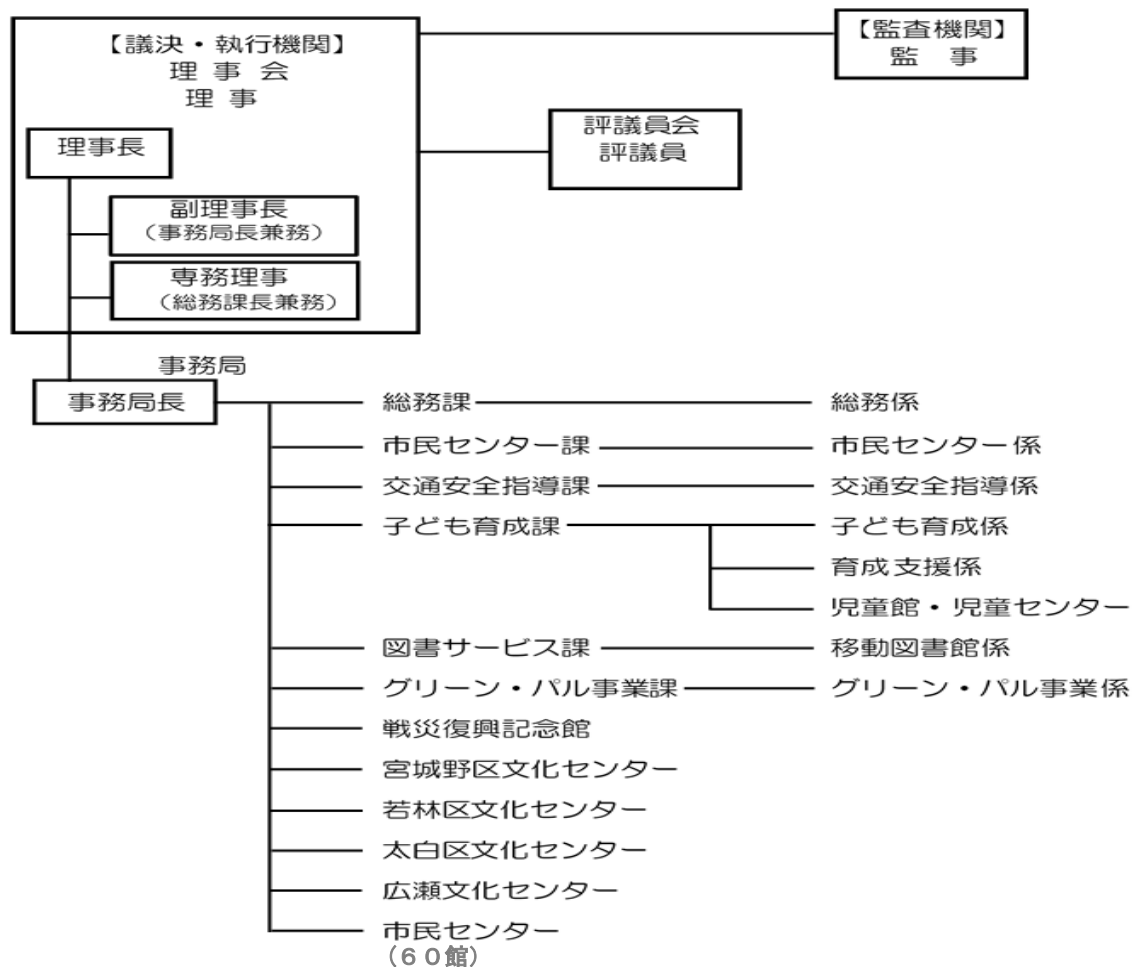 【議決・執行機関】
理事会
理事
【監査機関】
監事
評議員会
評議員
理事長
副理事長
(事務局長兼務)
専務理事
(総務課長兼務)
事務局
事務局長
総務課
総務係
市民センター課
市民センター係
交通安全指導課
交通安全指導係
子ども育成課
子ども育成係
育成支援係
児童館・児童センター
図書サービス課
移動図書館係
グリーン・パル事業課
グリーン・パル事業係
戦災復興記念館
宮城野区文化センター
若林区文化センター
太白区文化センター
広瀬文化センター
市民センター
(60館)